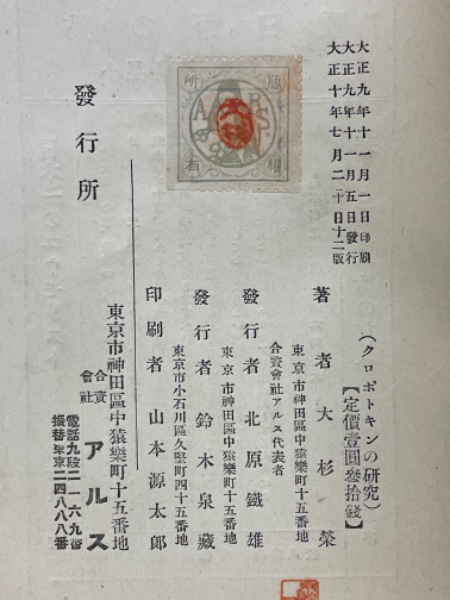 大正九年十一月一日印刷
大正九年十一月五日發行
大正十年七月二十日十二版
（クロポトキンの研究）
【定價壹圓參拾錢】
著者 大杉榮
東京市神田區中猿樂町十五番地
合資會社アルス代表者
發行者 北原鐵雄
東京市神田區中猿樂町十五番地
發行者 鈴木泉藏
東京市小石川區久堅町四十五番地
印刷者 山本源太郎
版權所有
ARS
發行所
東京市神田區中猿樂町十五番地
合資會社 アルス
電話九段二一六九番
振替東京二四八八八番